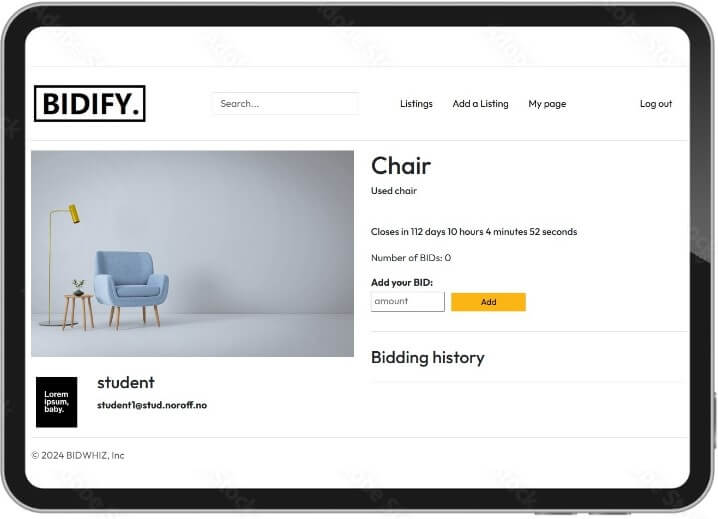 BIDIFY.
Search...
Listings
Add a Listing
My page
Log out
Chair
Used chair
Closes in 112 days 10 hours 4 minutes 52 seconds
Number of BIDs: 0
Add your BID:
amount
Add
Bidding history
Lorem
ipsum,
baby.
student
student1@stud.noroff.no
© 2024 BIDWHIZ, Inc
Adobe Stock